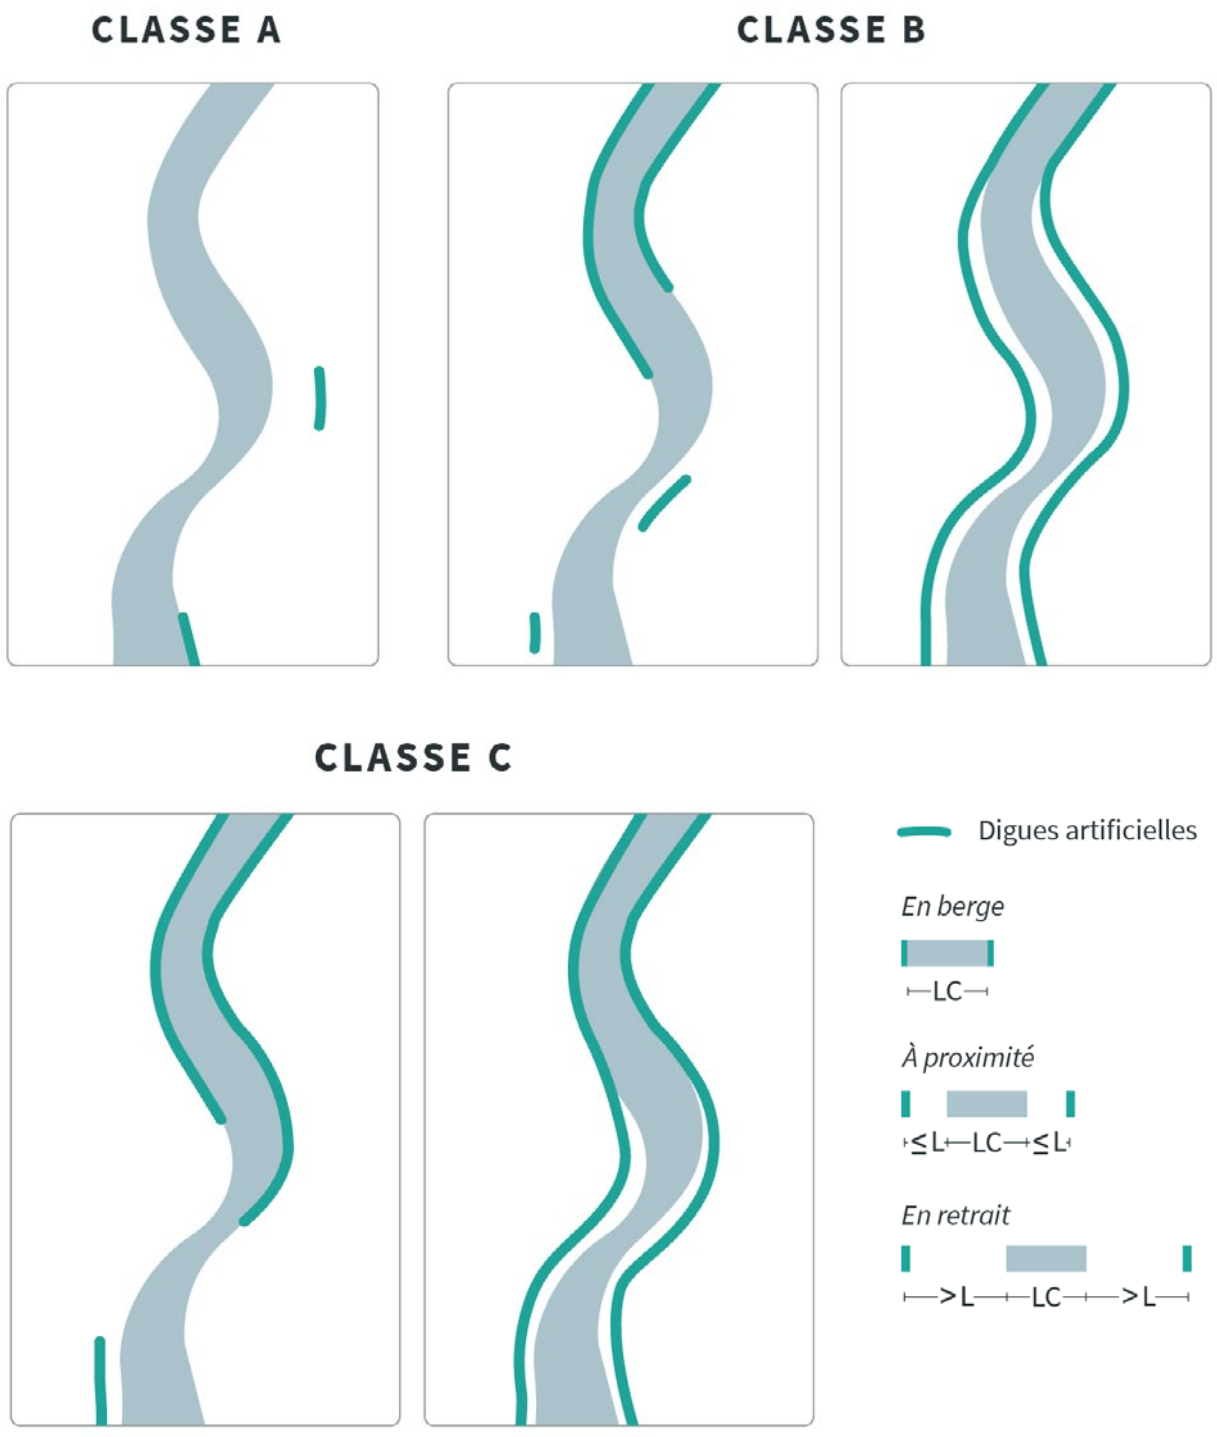 CLASSE A
CLASSE B
CLASSE C
Digues artificielles
En berge
LC
À proximité
≤ L LC ≤ L
En retrait
> L LC > L